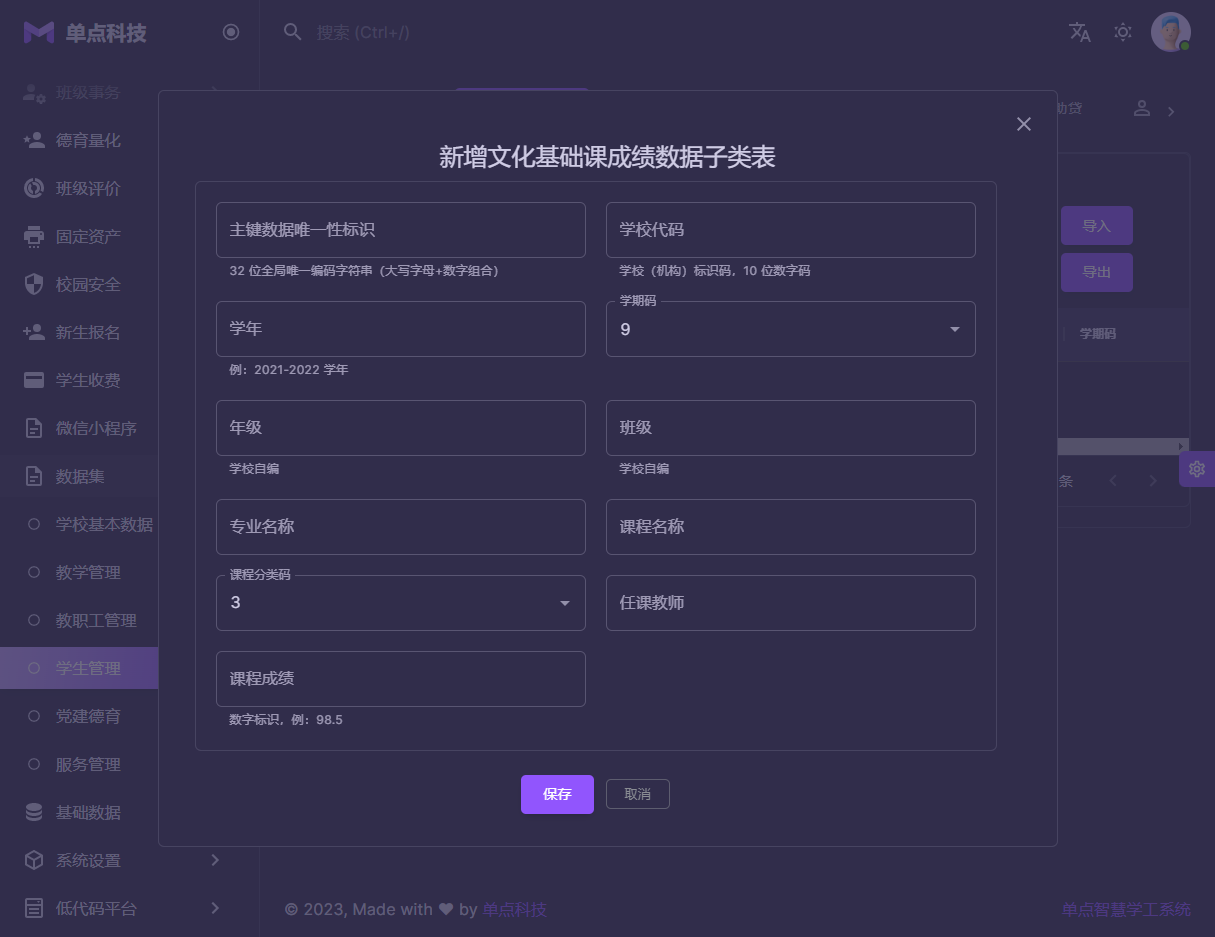 单点科技
搜索 (Ctrl+/)
班级事务
德育量化
班级评价
固定资产
校园安全
新生报名
学生收费
微信小程序
数据集
学校基本数据
教学管理
教职工管理
学生管理
党建德育
服务管理
基础数据
系统设置
低代码平台
助贷
导入
导出
学期码
条
新增文化基础课成绩数据子类表
主键数据唯一性标识
32 位全局唯一编码字符串（大写字母+数字组合）
学校代码
学校（机构）标识码，10 位数字码
学年
例：2021-2022 学年
学期码
9
年级
学校自编
班级
学校自编
专业名称
课程名称
课程分类码
3
任课教师
课程成绩
数字标识，例：98.5
保存
取消
© 2023, Made with ❤ by 单点科技
单点智慧学工系统